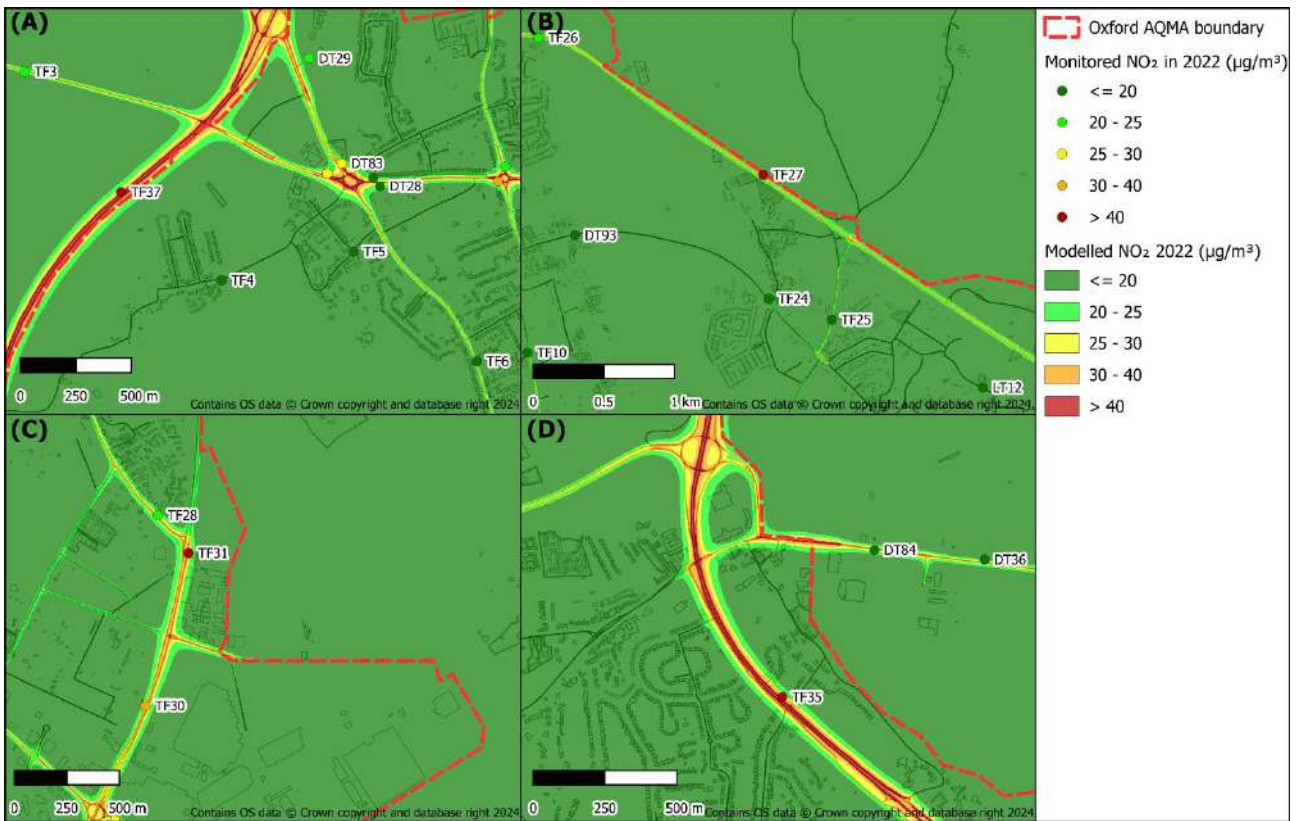 (A)
TF3
DT29
DT83
DT28
TF37
TF5
TF4
TF6
0 250 500 m
Contains OS data © Crown copyright and database right 2024
(B)
TF26
TF27
DT93
TF24
TF25
TF10
LT12
0 0.5 1 km
Contains OS data © Crown copyright and database right 2024
(C)
TF28
TF31
TF30
0 250 500 m
Contains OS data © Crown copyright and database right 2024
(D)
DT84
DT36
TF35
0 250 500 m
Contains OS data © Crown copyright and database right 2024
Oxford AQMA boundary
Monitored NO₂ in 2022 (µg/m³)
<= 20
20 - 25
25 - 30
30 - 40
> 40
Modelled NO₂ 2022 (µg/m³)
<= 20
20 - 25
25 - 30
30 - 40
> 40